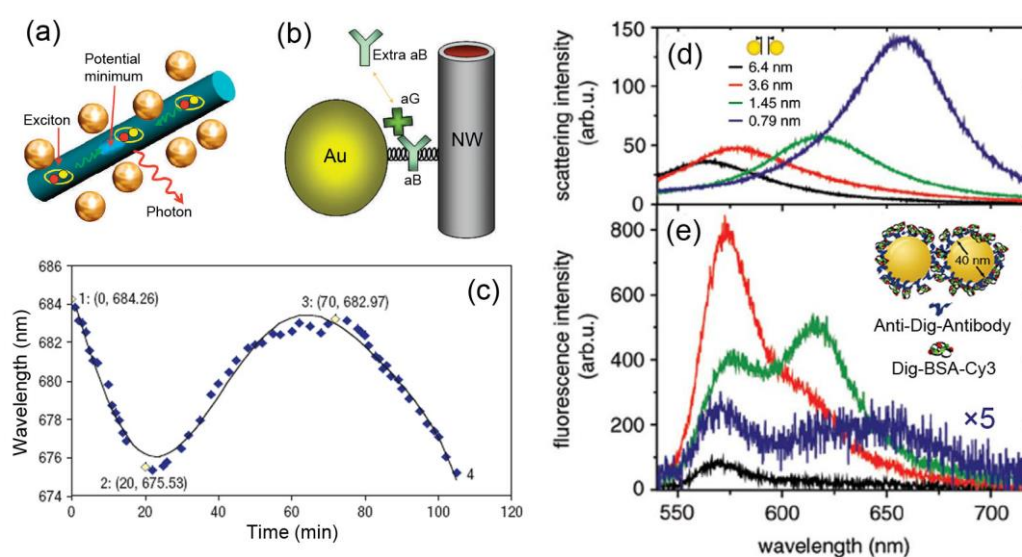 (a)
Potential
minimum
Exciton
Photon
(b)
Extra aB
aG
Au
aB
NW
(c)
Wavelength (nm)
686
684
682
680
678
676
674
1: (0, 684.26)
3: (70, 682.97)
2: (20, 675.53)
4
0 20 40 60 80 100 120
Time (min)
(d)
scattering intensity
(arb.u.)
150
100
50
0
6.4 nm
3.6 nm
1.45 nm
0.79 nm
(e)
fluorescence intensity
(arb.u.)
800
600
400
200
0
40 nm
Anti-Dig-Antibody
Dig-BSA-Cy3
×5
550 600 650 700
wavelength (nm)